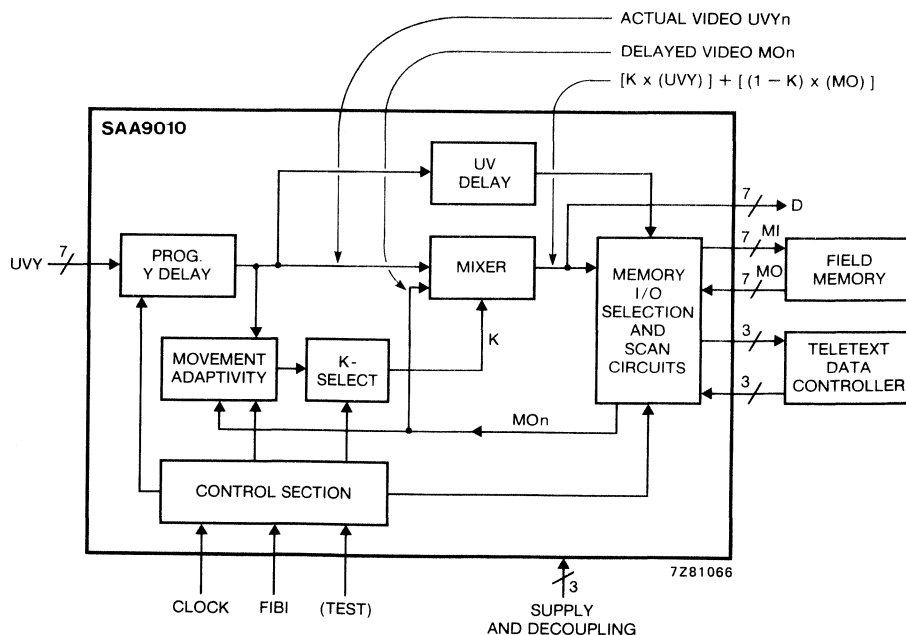 ACTUAL VIDEO UVYn
DELAYED VIDEO MOn
[K x (UVY) ] + [ (1 – K) x (MO) ]
SAA9010
UV
DELAY
7
D
7
UVY
PROG.
Y DELAY
MIXER
MEMORY
I/O
SELECTION
AND
SCAN
CIRCUITS
7
MI
7
MO
FIELD
MEMORY
MOVEMENT
ADAPTIVITY
K-
SELECT
K
3
3
TELETEXT
DATA
CONTROLLER
MOn
CONTROL SECTION
7Z81066
CLOCK
FIBI
(TEST)
3
SUPPLY
AND DECOUPLING